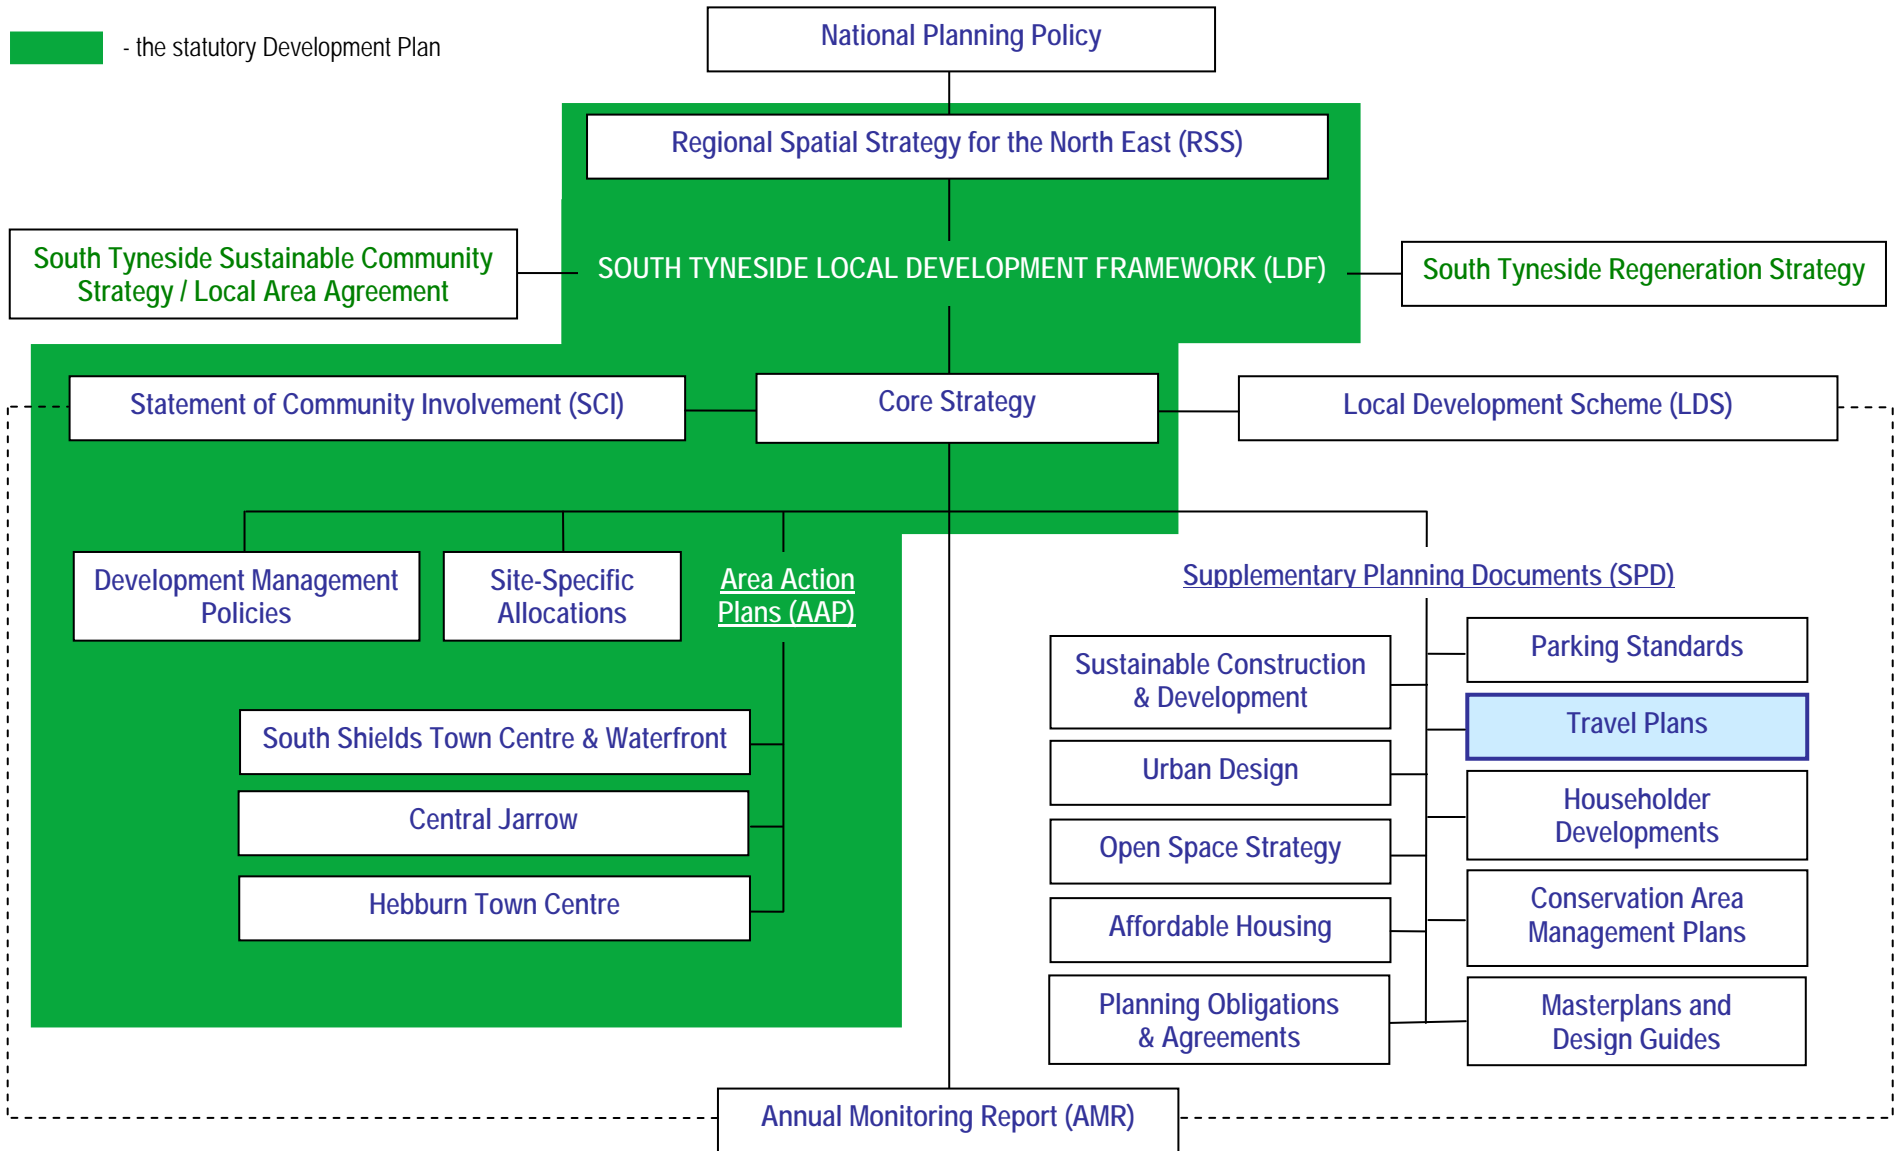 - the statutory Development Plan
National Planning Policy
Regional Spatial Strategy for the North East (RSS)
South Tyneside Sustainable Community
Strategy / Local Area Agreement
SOUTH TYNESIDE LOCAL DEVELOPMENT FRAMEWORK (LDF)
South Tyneside Regeneration Strategy
Statement of Community Involvement (SCI)
Core Strategy
Local Development Scheme (LDS)
Development Management
Policies
Site-Specific
Allocations
Area Action
Plans (AAP)
Supplementary Planning Documents (SPD)
South Shields Town Centre & Waterfront
Central Jarrow
Hebburn Town Centre
Sustainable Construction
& Development
Urban Design
Open Space Strategy
Affordable Housing
Planning Obligations
& Agreements
Parking Standards
Travel Plans
Householder
Developments
Conservation Area
Management Plans
Masterplans and
Design Guides
Annual Monitoring Report (AMR)